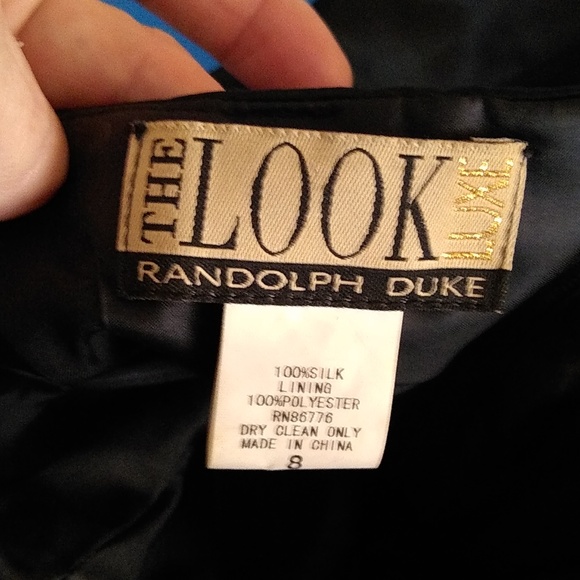 THE LOOK LUXE
RANDOLPH DUKE
100%SILK
LINING
100%POLYESTER
RN86776
DRY CLEAN ONLY
MADE IN CHINA
8